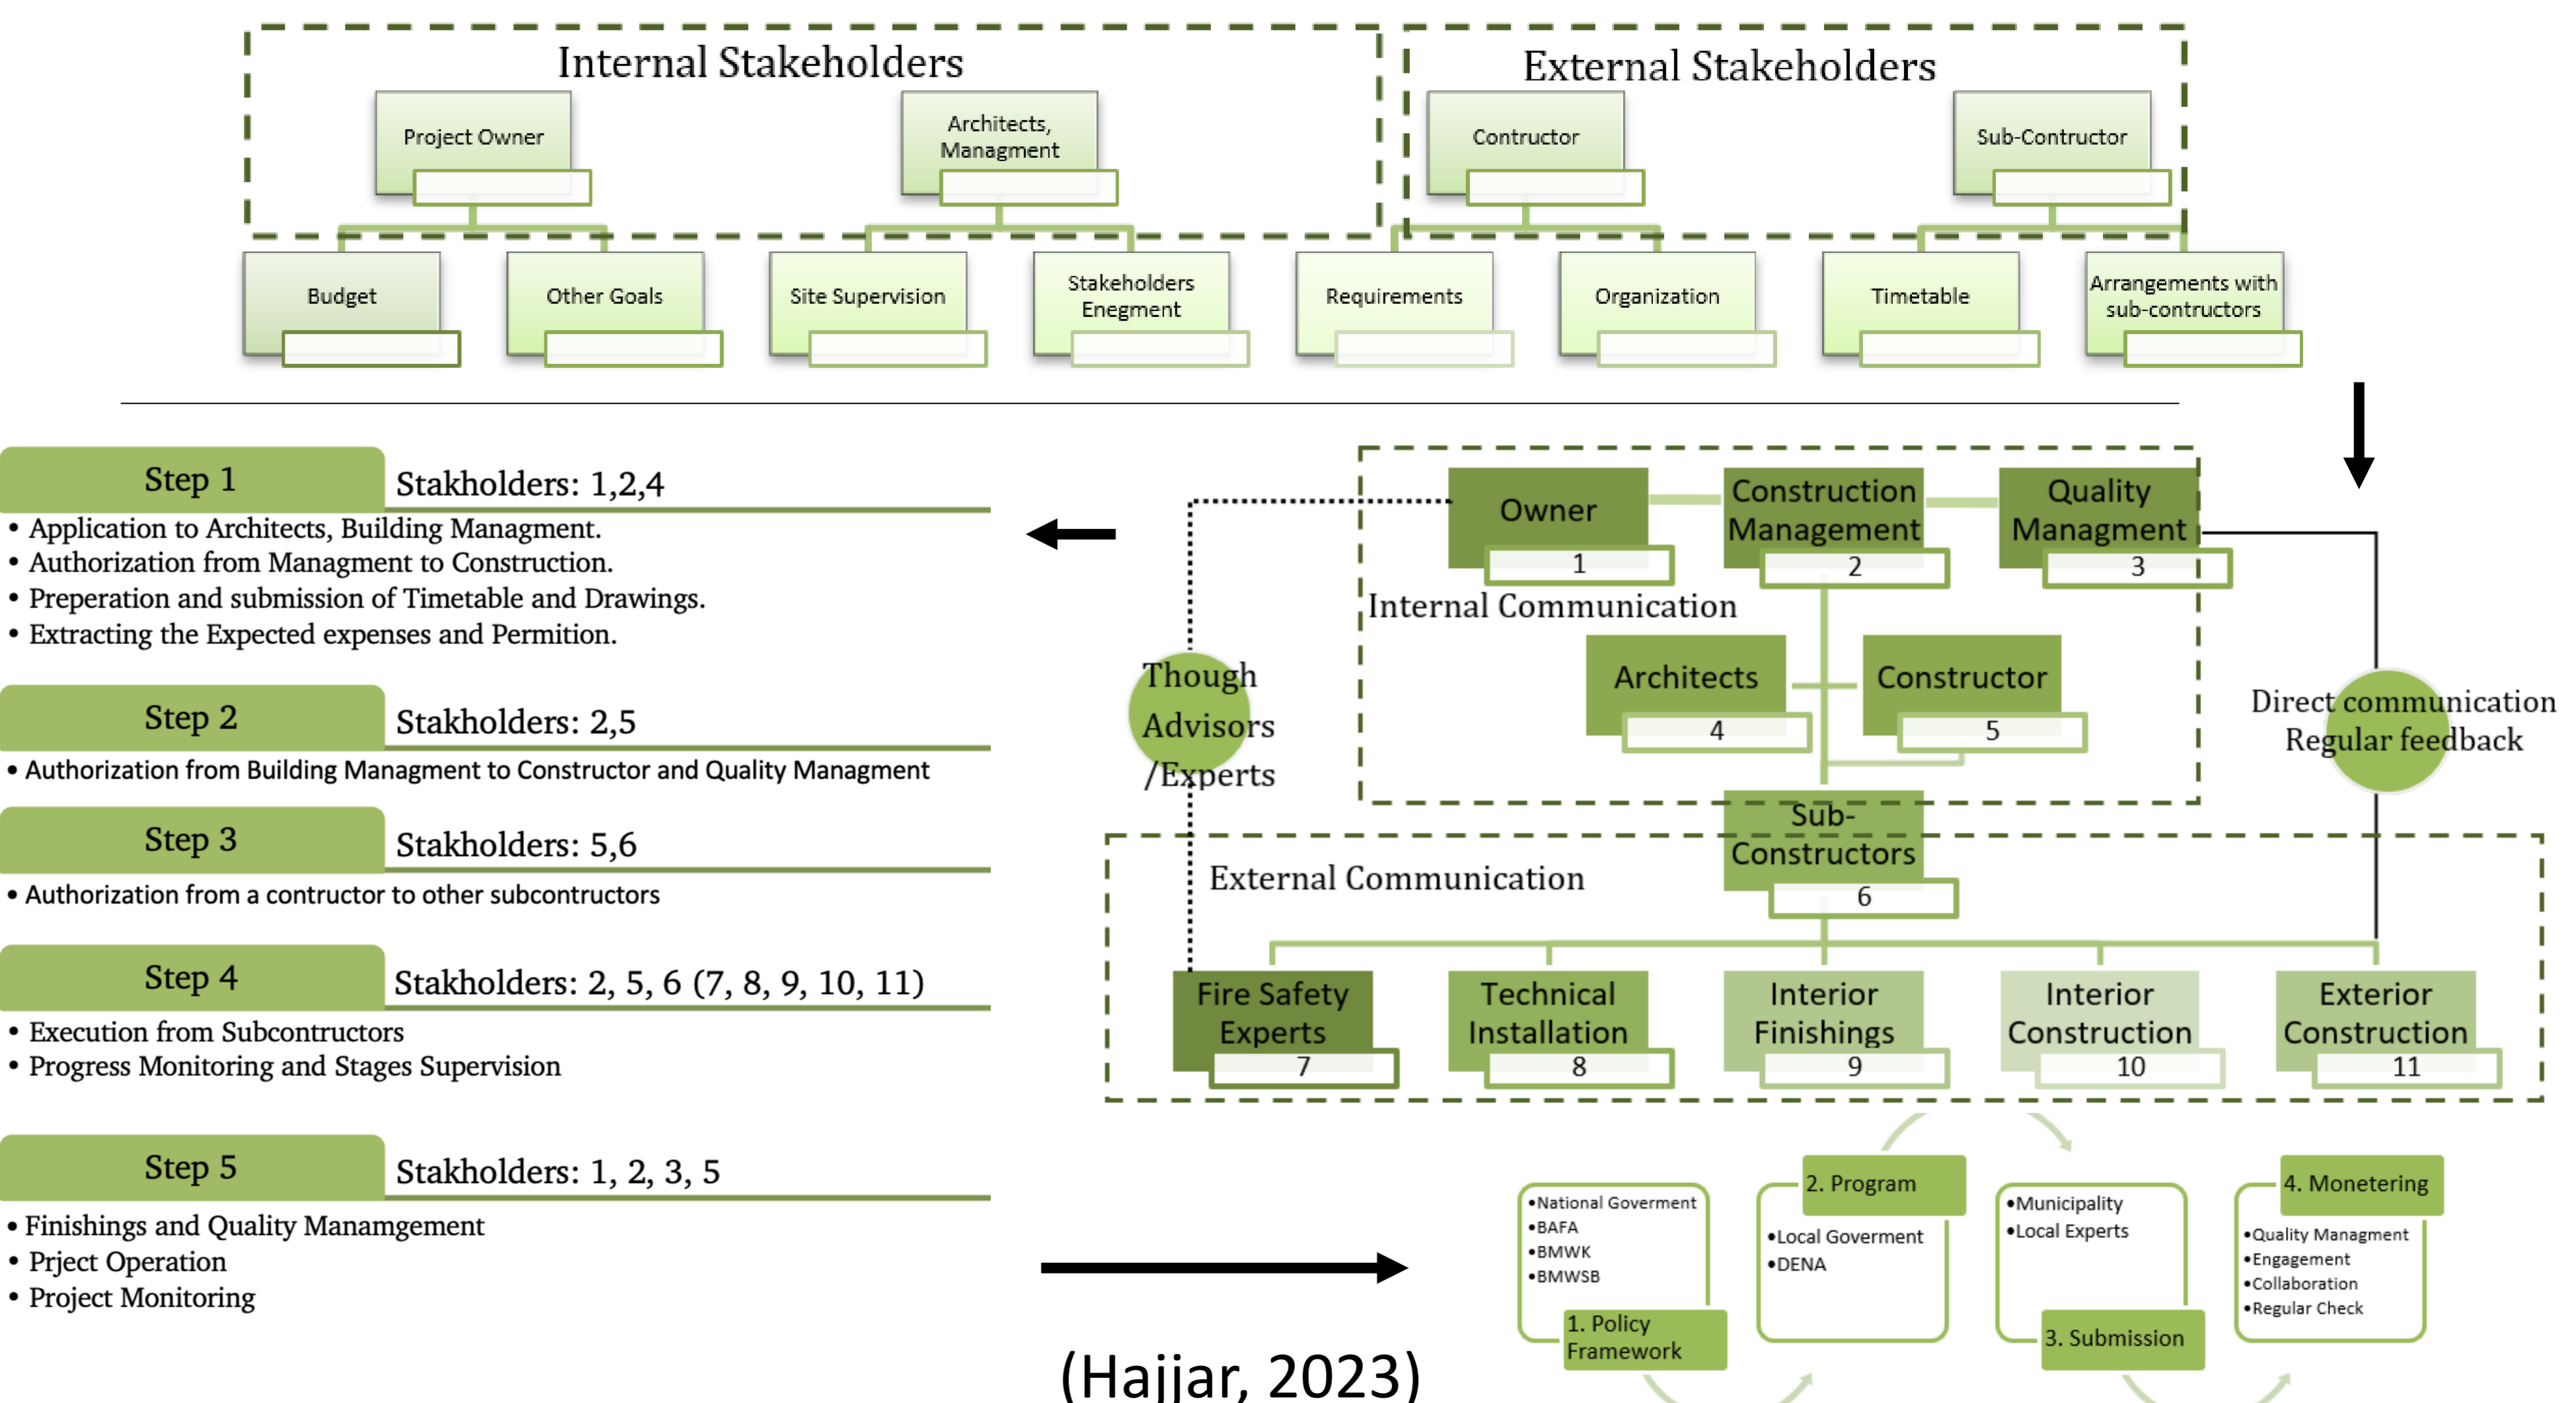 Internal Stakeholders
External Stakeholders
Project Owner
Architects,
Managment
Contructor
Sub-Contructor
Budget
Other Goals
Site Supervision
Stakeholders
Enegment
Requirements
Organization
Timetable
Arrangements with
sub-contructors
Step 1
Stakholders: 1,2,4
• Application to Architects, Building Managment.
• Authorization from Managment to Construction.
• Preperation and submission of Timetable and Drawings.
• Extracting the Expected expenses and Permition.
Step 2
Stakholders: 2,5
• Authorization from Building Managment to Constructor and Quality Managment
Step 3
Stakholders: 5,6
• Authorization from a contructor to other subcontructors
Step 4
Stakholders: 2, 5, 6 (7, 8, 9, 10, 11)
• Execution from Subcontructors
• Progress Monitoring and Stages Supervision
Step 5
Stakholders: 1, 2, 3, 5
• Finishings and Quality Manamgement
• Prject Operation
• Project Monitoring
Owner
1
Construction
Management
2
Quality
Managment
3
Internal Communication
Architects
4
Constructor
5
Though
Advisors
/Experts
Direct communication
Regular feedback
Sub-
Constructors
6
External Communication
Fire Safety
Experts
7
Technical
Installation
8
Interior
Finishings
9
Interior
Construction
10
Exterior
Construction
11
•National Goverment
•BAFA
•BMWK
•BMWSB
1. Policy
Framework
2. Program
•Local Goverment
•DENA
•Municipality
•Local Experts
3. Submission
4. Monetering
•Quality Managment
•Engagement
•Collaboration
•Regular Check
(Hajjar, 2023)